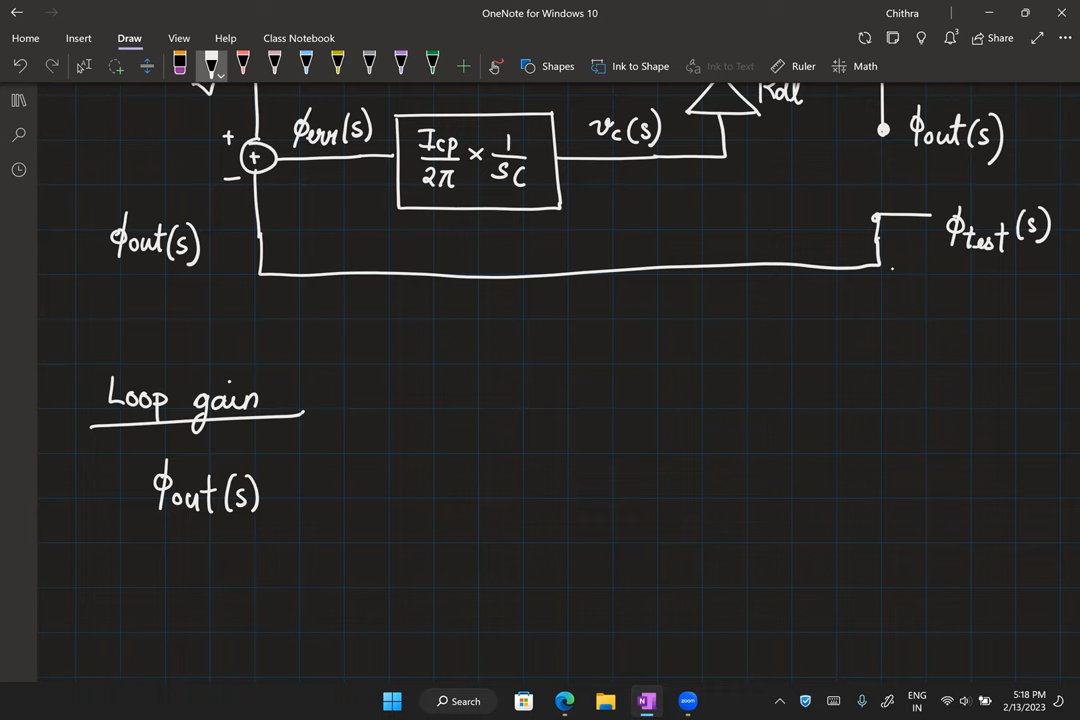 OneNote for Windows 10
Chithra
Home Insert Draw View Help Class Notebook
3 Share
Shapes Ink to Shape Ink to Text Ruler Math
+ ϕerr(s) Icp/2π × 1/sC vc(s) ϕout(s)
+
−
ϕout(s) ϕtest(s)
Loop gain
ϕout(s)
Search
zoom
ENG
IN
5:18 PM
2/13/2023